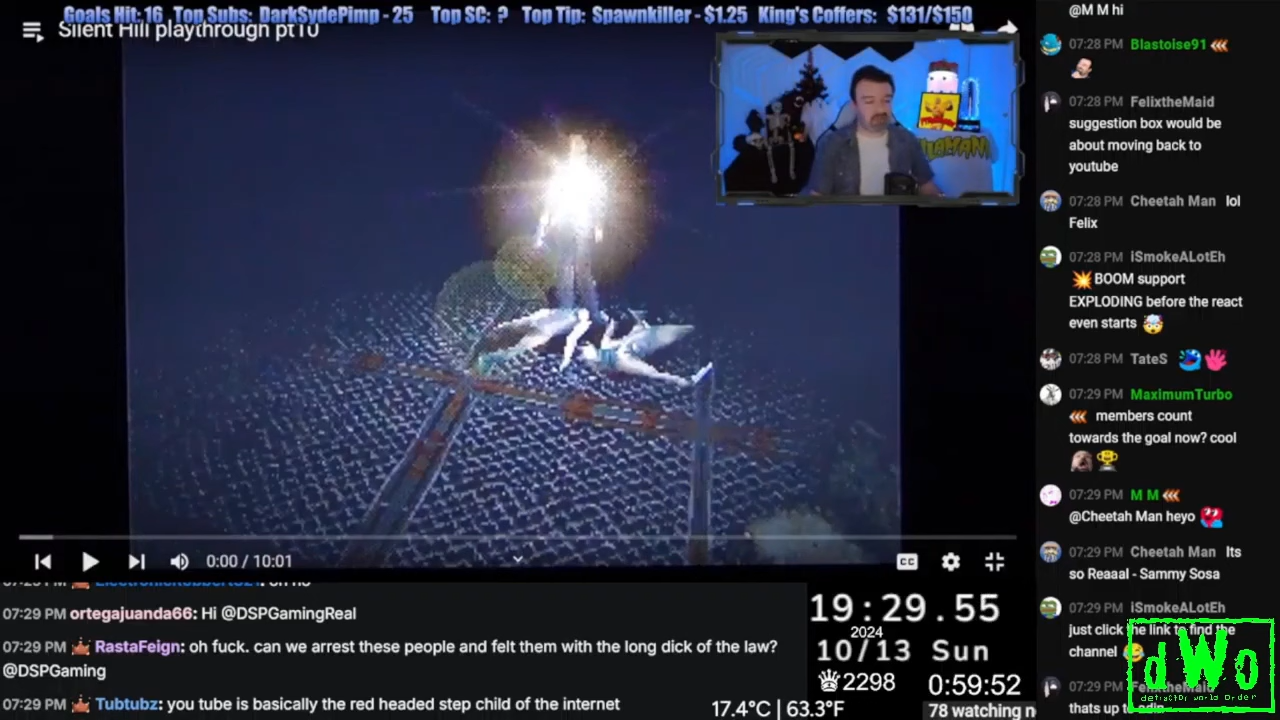 Goals Hit: 16 Top Subs: DarkSydePimp - 25 Top SC: ? Top Tip: Spawnkiller - $1.25 King's Coffers: $131/$150
Silent Hill playthrough pt10
0:00 / 10:01
CC
07:29 PM ortegajuanda66: Hi @DSPGamingReal
07:29 PM RastaFeign: oh fuck. can we arrest these people and felt them with the long dick of the law?
@DSPGaming
07:29 PM Tubtubz: you tube is basically the red headed step child of the internet
19:29.55
2024
10/13 Sun
2298
0:59:52
17.4°C | 63.3°F
78 watching n
@M M hi
07:28 PM Blastoise91
07:28 PM FelixtheMaid
suggestion box would be
about moving back to
youtube
07:28 PM Cheetah Man lol
Felix
07:28 PM iSmokeALotEh
BOOM support
EXPLODING before the react
even starts
07:28 PM TateS
07:29 PM MaximumTurbo
members count
towards the goal now? cool
07:29 PM M M
@Cheetah Man heyo
07:29 PM Cheetah Man Its
so Reaaal - Sammy Sosa
07:29 PM iSmokeALotEh
just click the link to find the
channel
07:29 PM FelixtheMaid
thats up to
dWo